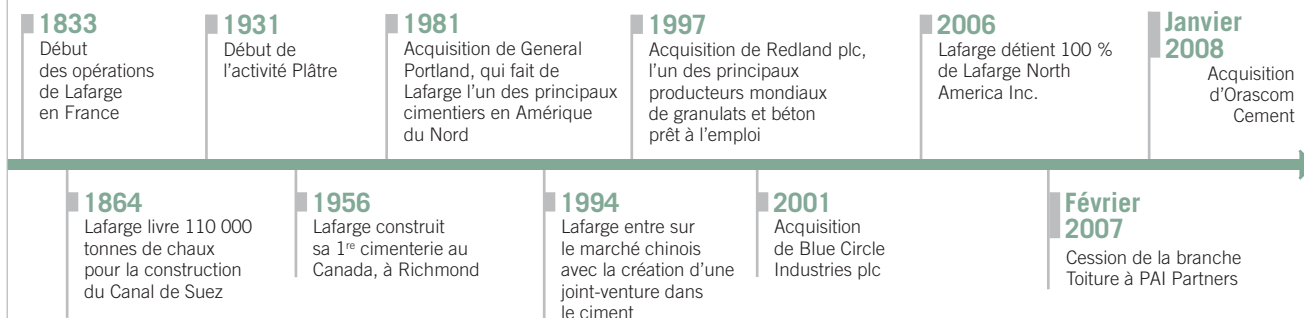 1833
Début
des opérations
de Lafarge
en France
1931
Début de
l'activité Plâtre
1981
Acquisition de General
Portland, qui fait de
Lafarge l'un des principaux
cimentiers en Amérique
du Nord
1997
Acquisition de Redland plc,
l'un des principaux
producteurs mondiaux
de granulats et béton
prêt à l'emploi
2006
Lafarge détient 100 %
de Lafarge North
America Inc.
Janvier
2008
Acquisition
d'Orascom
Cement
1864
Lafarge livre 110 000
tonnes de chaux
pour la construction
du Canal de Suez
1956
Lafarge construit
sa 1re cimenterie au
Canada, à Richmond
1994
Lafarge entre sur
le marché chinois
avec la création d'une
joint-venture dans
le ciment
2001
Acquisition
de Blue Circle
Industries plc
Février
2007
Cession de la branche
Toiture à PAI Partners